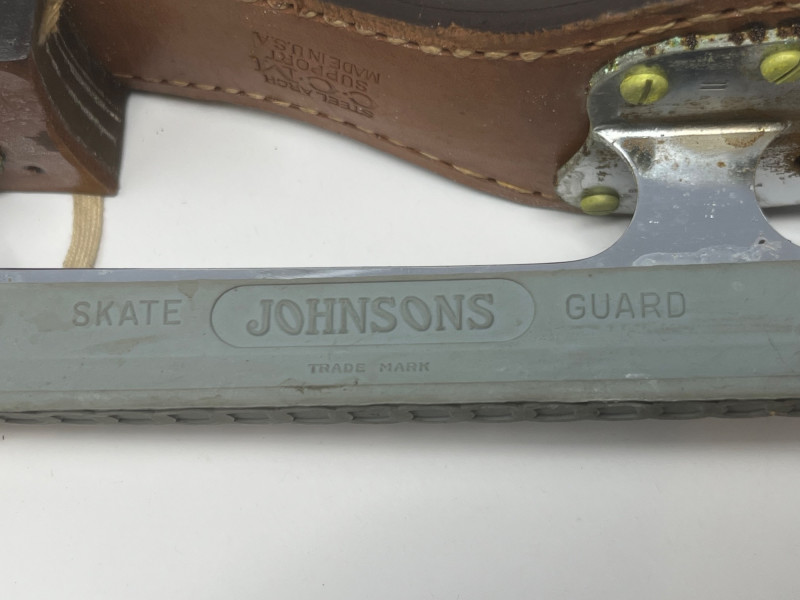 STEEL ARCH
SUPPORT
MADE IN U.S.A.
SKATE JOHNSONS GUARD
TRADE MARK